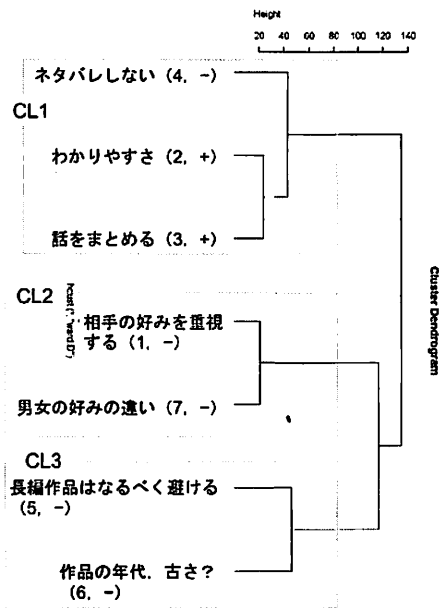 Height
20 40 60 80 100 120 140
ネタバレしない (4, -)
CL1
わかりやすさ (2, +)
話をまとめる (3, +)
CL2
相手の好みを重視
する (1, -)
男女の好みの違い (7, -)
CL3
長編作品はなるべく避ける
(5, -)
作品の年代, 古さ?
(6, -)
Cluster Dendrogram